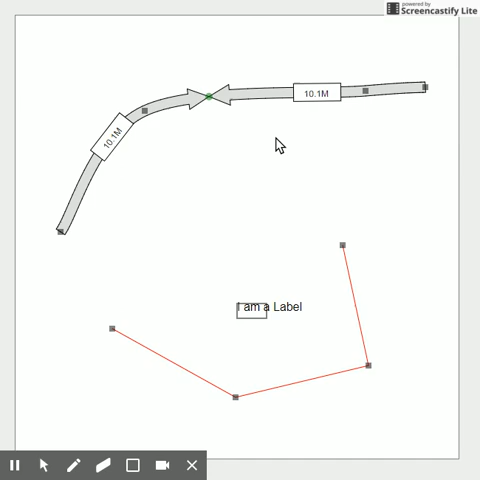 powered by
Screencastify Lite
10.1M
10.1M
I am a Label